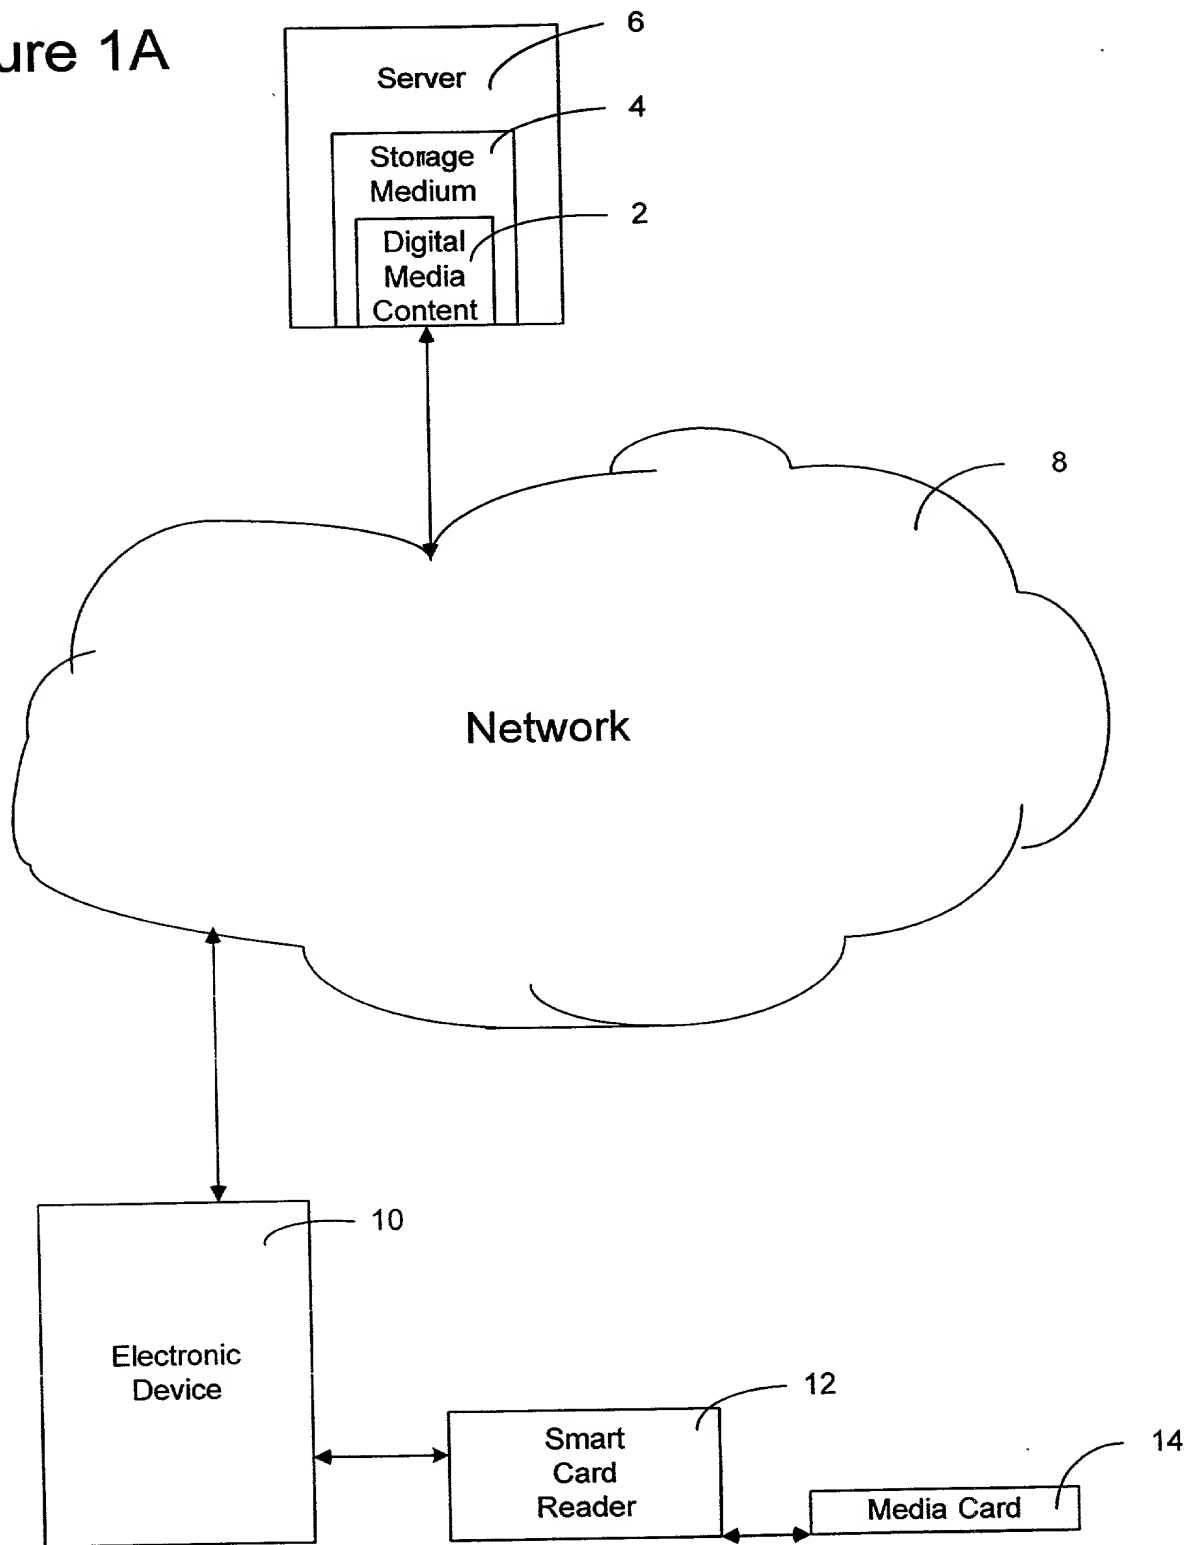 ure 1A
6
Server
4
Storage
Medium
2
Digital
Media
Content
8
Network
10
Electronic
Device
12
Smart
Card
Reader
14
Media Card